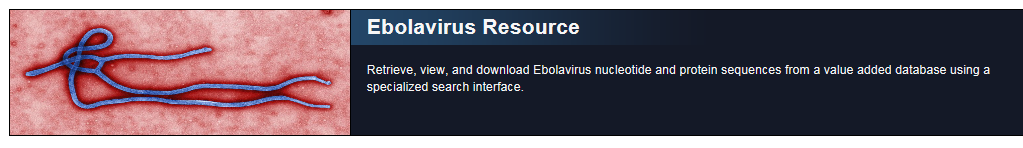 Ebolavirus Resource
Retrieve, view, and download Ebolavirus nucleotide and protein sequences from a value added database using a
specialized search interface.